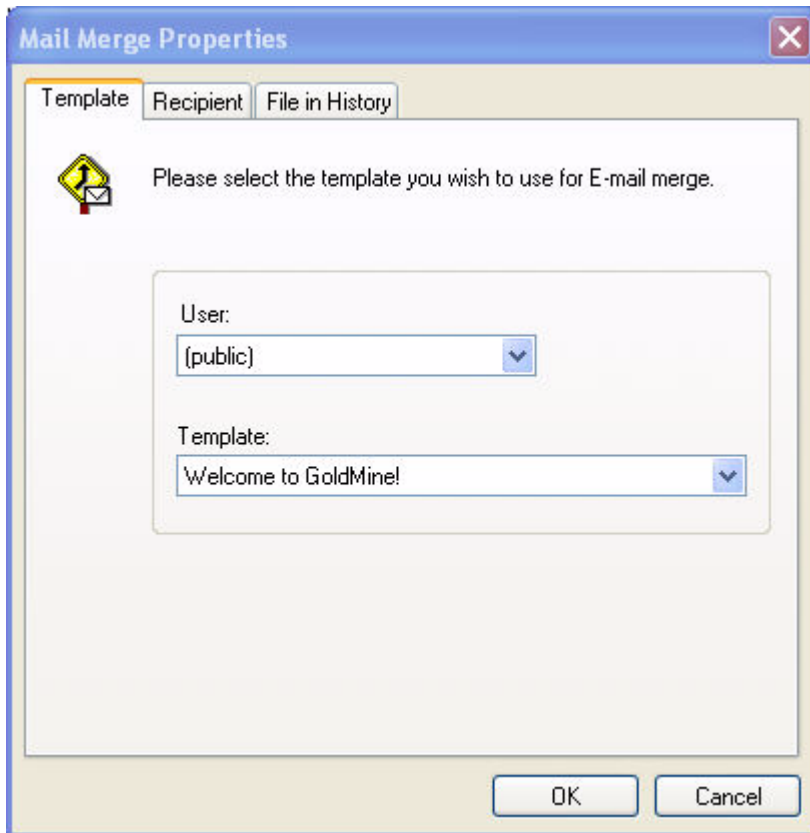 Mail Merge Properties
Template Recipient File in History
Please select the template you wish to use for E-mail merge.
User:
(public)
Template:
Welcome to GoldMine!
OK Cancel